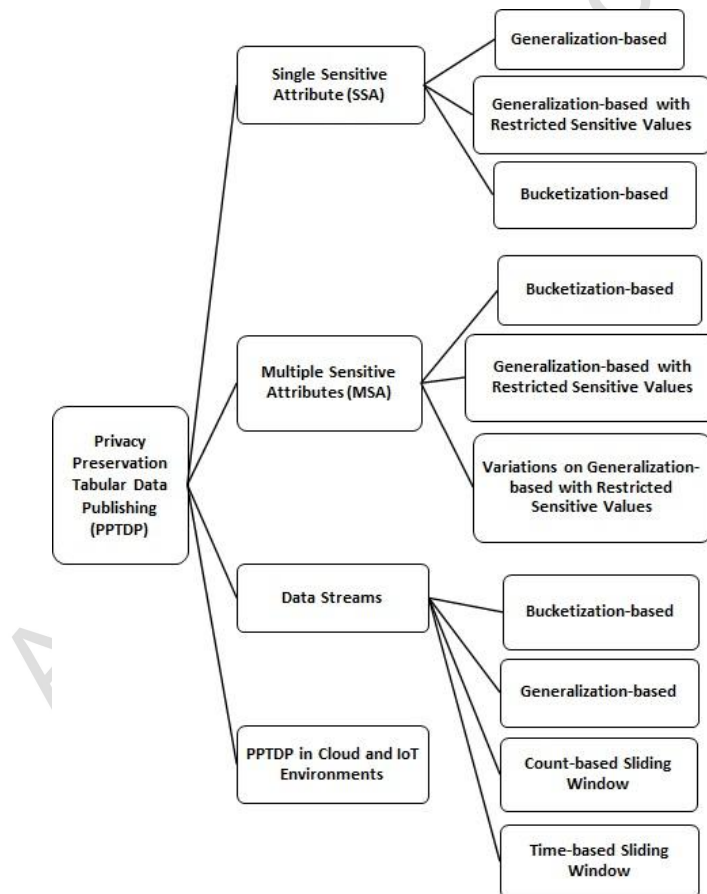 Privacy
Preservation
Tabular Data
Publishing
(PPTDP)
Single Sensitive
Attribute (SSA)
Generalization-based
Generalization-based with
Restricted Sensitive Values
Bucketization-based
Multiple Sensitive
Attributes (MSA)
Bucketization-based
Generalization-based with
Restricted Sensitive Values
Variations on Generalization-
based with Restricted
Sensitive Values
Data Streams
Bucketization-based
Generalization-based
Count-based Sliding
Window
Time-based Sliding
Window
PPTDP in Cloud and IoT
Environments